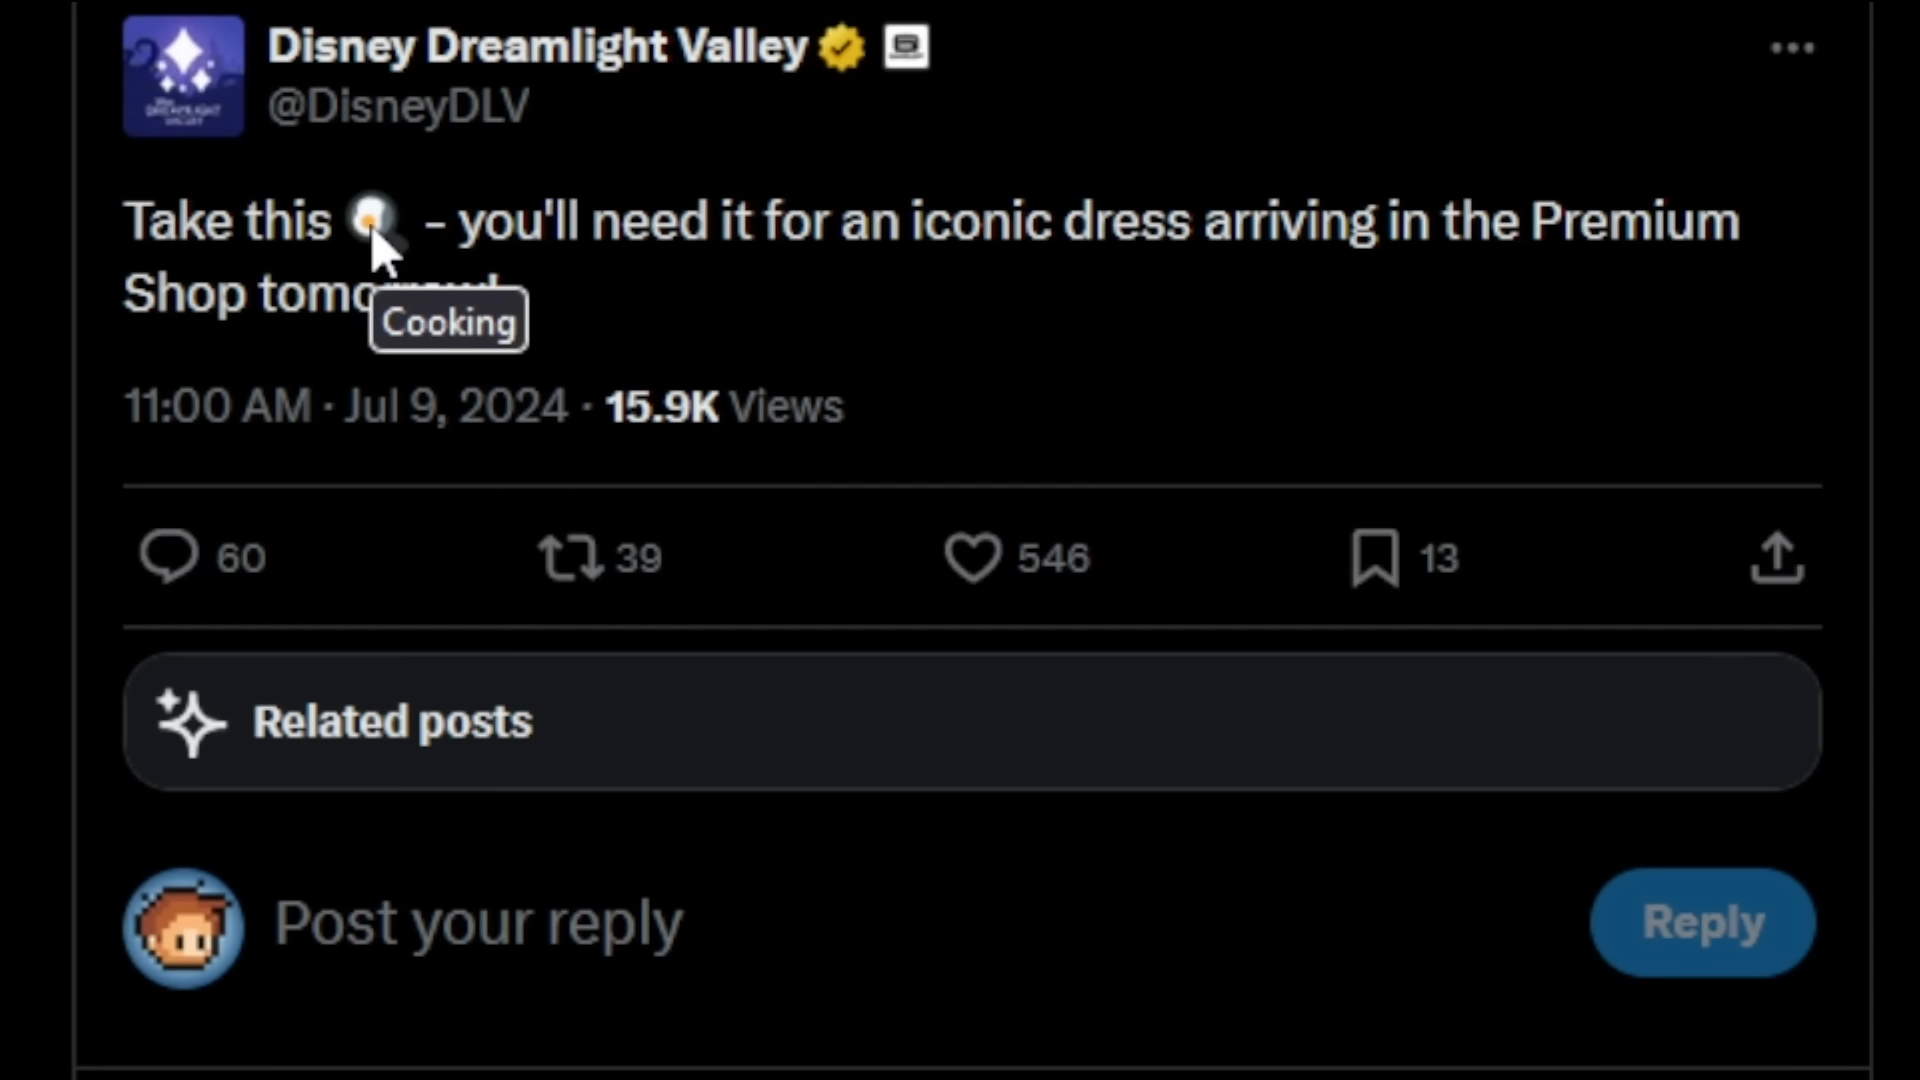 Disney Dreamlight Valley
@DisneyDLV
DREAMLIGHT
VALLEY
Take this 🍳 - you'll need it for an iconic dress arriving in the Premium
Shop
Cooking
11:00 AM · Jul 9, 2024 · 15.9K Views
60 39 546 13
Related posts
Post your reply
Reply